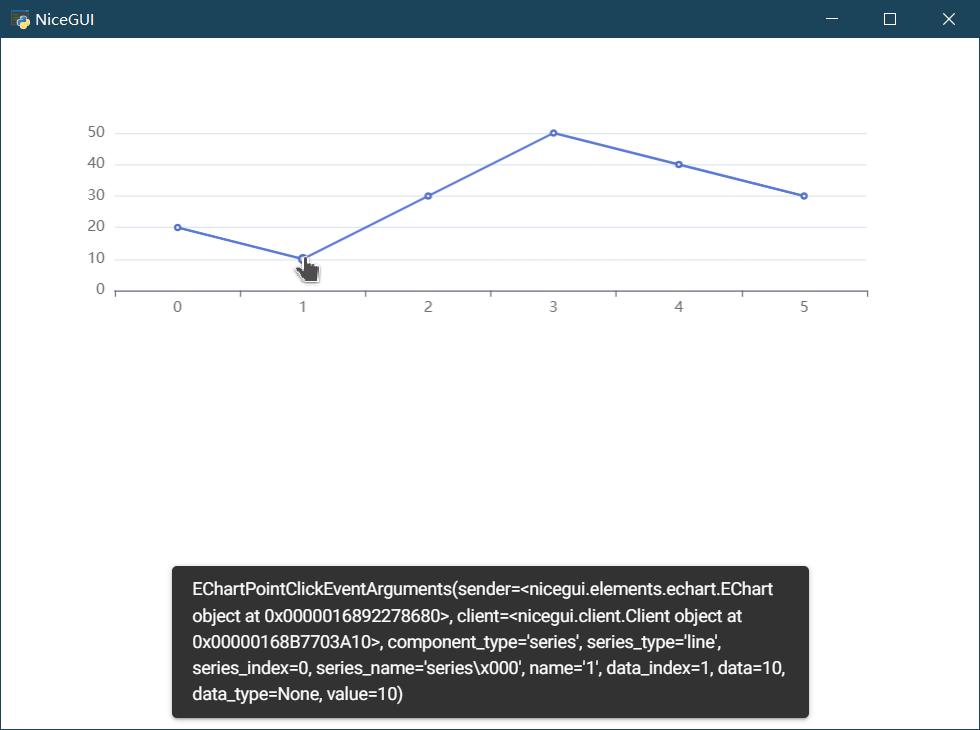 NiceGUI
50
40
30
20
10
0
0 1 2 3 4 5
EChartPointClickEventArguments(sender=<nicegui.elements.echart.EChart
object at 0x0000016892278680>, client=<nicegui.client.Client object at
0x00000168B7703A10>, component_type='series', series_type='line',
series_index=0, series_name='series\x000', name='1', data_index=1, data=10,
data_type=None, value=10)